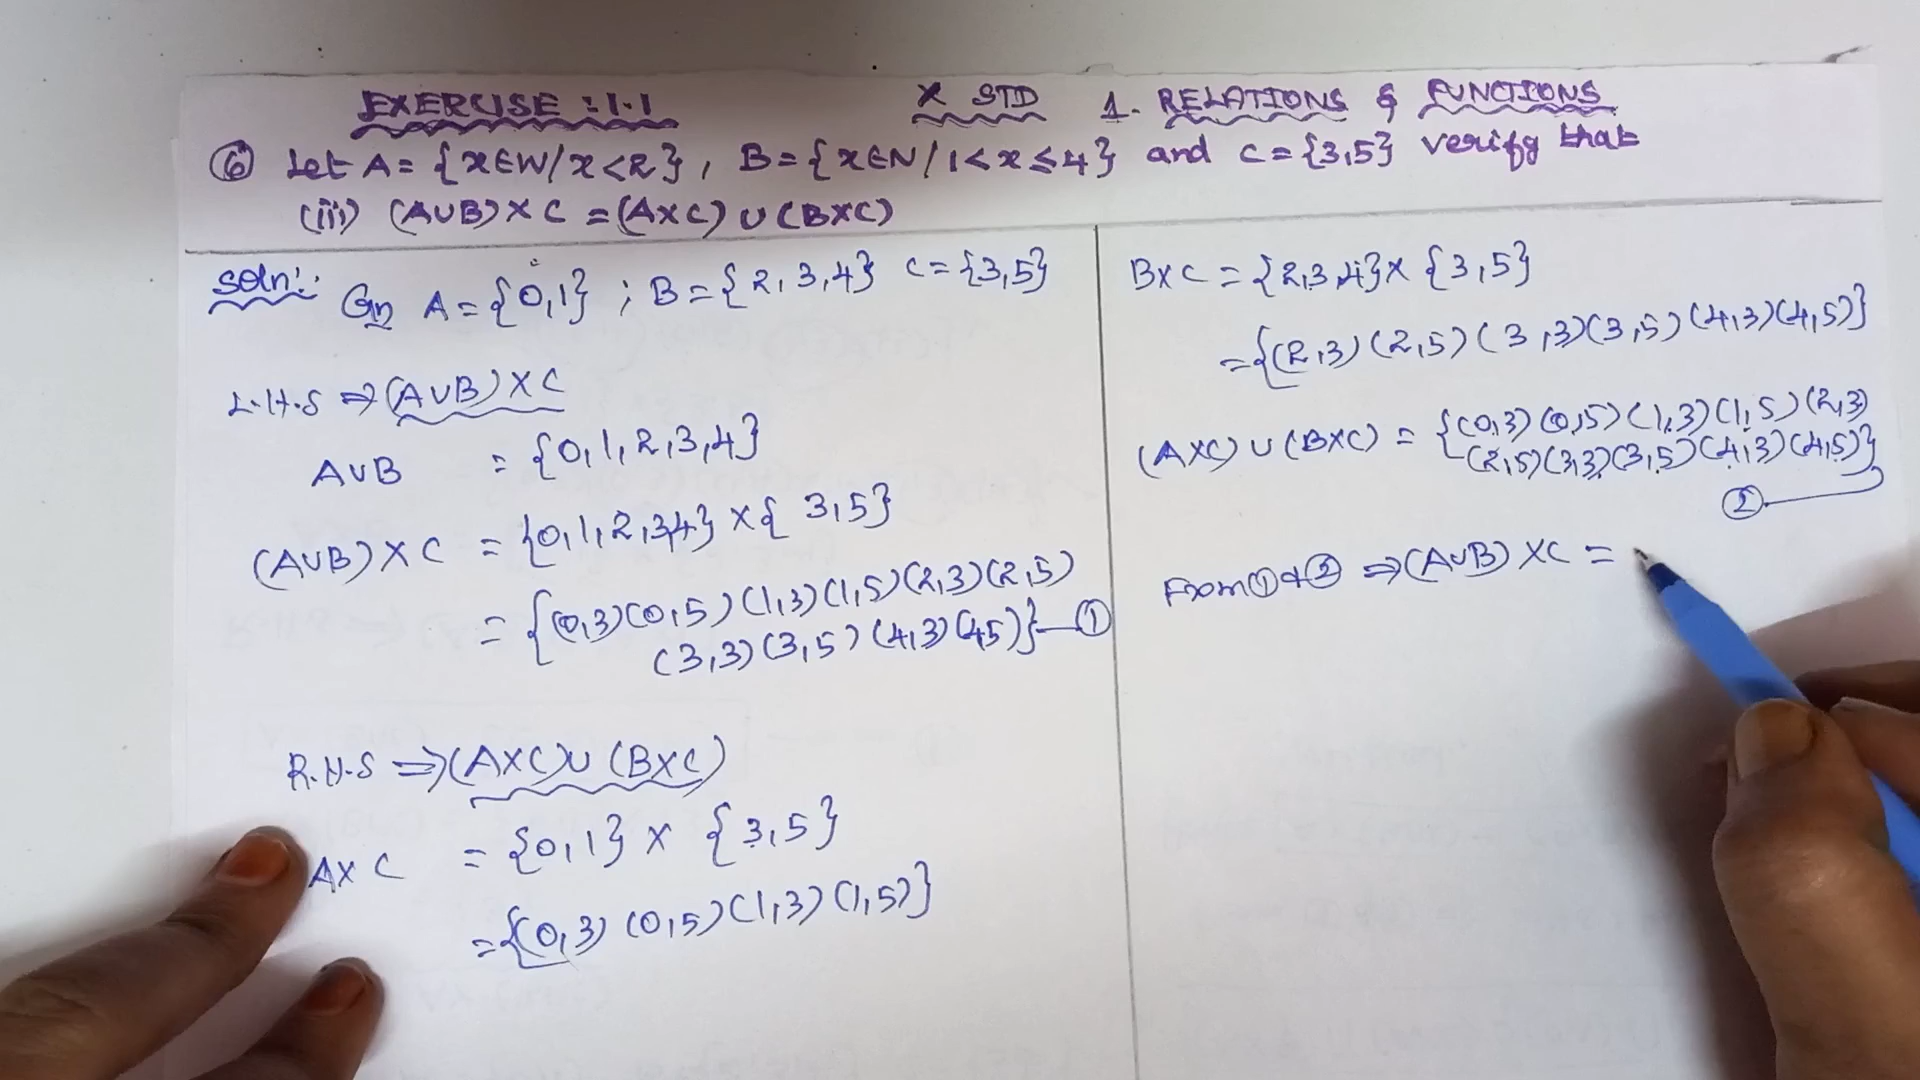 EXERCISE : 1.1 X STD 1. RELATIONS & FUNCTIONS
⑥ Let A = {x∈W/x<2}, B = {x∈N/1<x≤4} and C = {3,5} verify that
(iii) (A∪B)×C = (A×C)∪(B×C)
Soln:
Gn A = {0,1} ; B = {2,3,4} C = {3,5}
L.H.S ⇒ (A∪B)×C
A∪B = {0,1,2,3,4}
(A∪B)×C = {0,1,2,3,4} × {3,5}
= {(0,3)(0,5)(1,3)(1,5)(2,3)(2,5)
(3,3)(3,5)(4,3)(4,5)}—①
R.H.S ⇒ (A×C)∪(B×C)
A×C = {0,1} × {3,5}
= {(0,3)(0,5)(1,3)(1,5)}
B×C = {2,3,4} × {3,5}
= {(2,3)(2,5)(3,3)(3,5)(4,3)(4,5)}
(A×C)∪(B×C) = {(0,3)(0,5)(1,3)(1,5)(2,3)
(2,5)(3,3)(3,5)(4,3)(4,5)}
②
From ① & ② ⇒ (A∪B)×C =